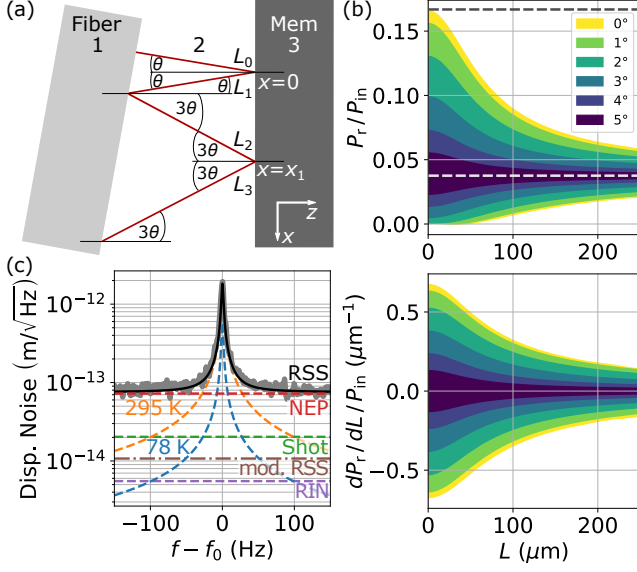 (a)
Fiber
1
2
Mem
3
L₀
θ
x=0
θ
θ
L₁
3θ
L₂
3θ
3θ
L₃
x=x₁
3θ
z
x
(b)
Pᵣ/Pᵢₙ
0.15
0.10
0.05
0.00
0°
1°
2°
3°
4°
5°
0
100
200
dPᵣ/dL/Pᵢₙ (μm⁻¹)
0.5
0.0
−0.5
0
100
200
L (μm)
(c)
Disp. Noise (m/√Hz)
10⁻¹²
10⁻¹³
10⁻¹⁴
RSS
295 K
NEP
78 K
Shot
mod. RSS
RIN
−100
0
100
f − f₀ (Hz)